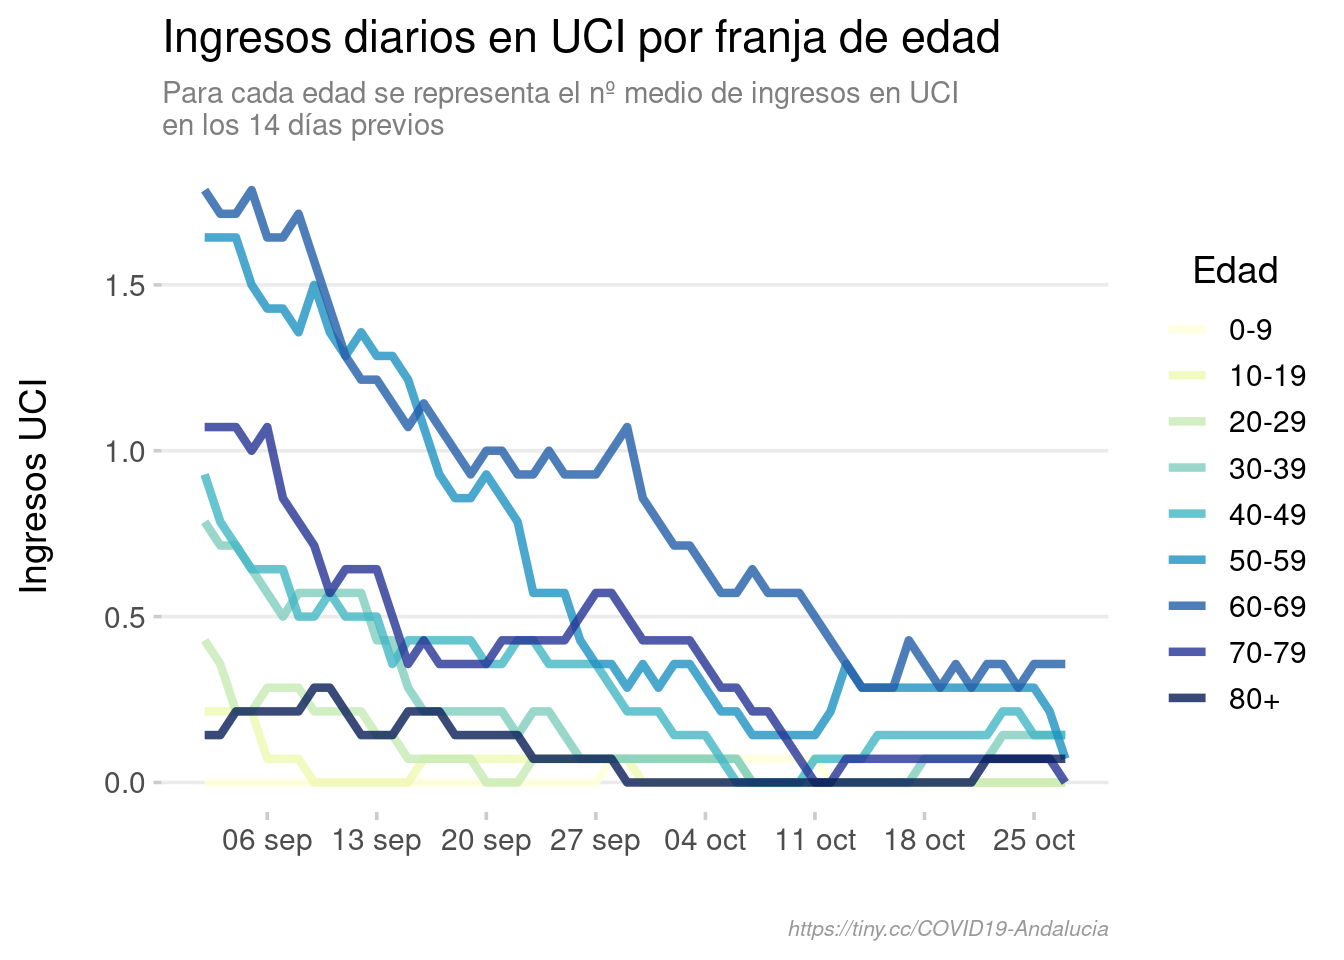 Ingresos diarios en UCI por franja de edad
Para cada edad se representa el nº medio de ingresos en UCI
en los 14 días previos
Ingresos UCI
1.5
1.0
0.5
0.0
06 sep
13 sep
20 sep
27 sep
04 oct
11 oct
18 oct
25 oct
Edad
0-9
10-19
20-29
30-39
40-49
50-59
60-69
70-79
80+
https://tiny.cc/COVID19-Andalucia